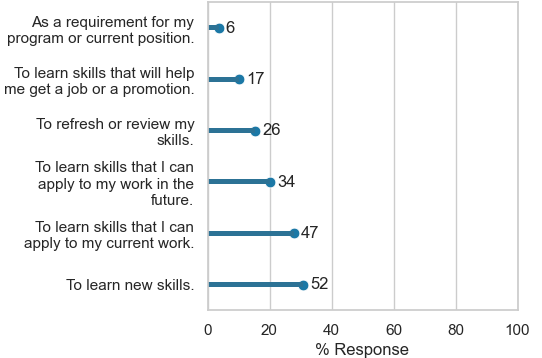 As a requirement for my
program or current position.
6
To learn skills that will help
me get a job or a promotion.
17
To refresh or review my
skills.
26
To learn skills that I can
apply to my work in the
future.
34
To learn skills that I can
apply to my current work.
47
To learn new skills.
52
0 20 40 60 80 100
% Response